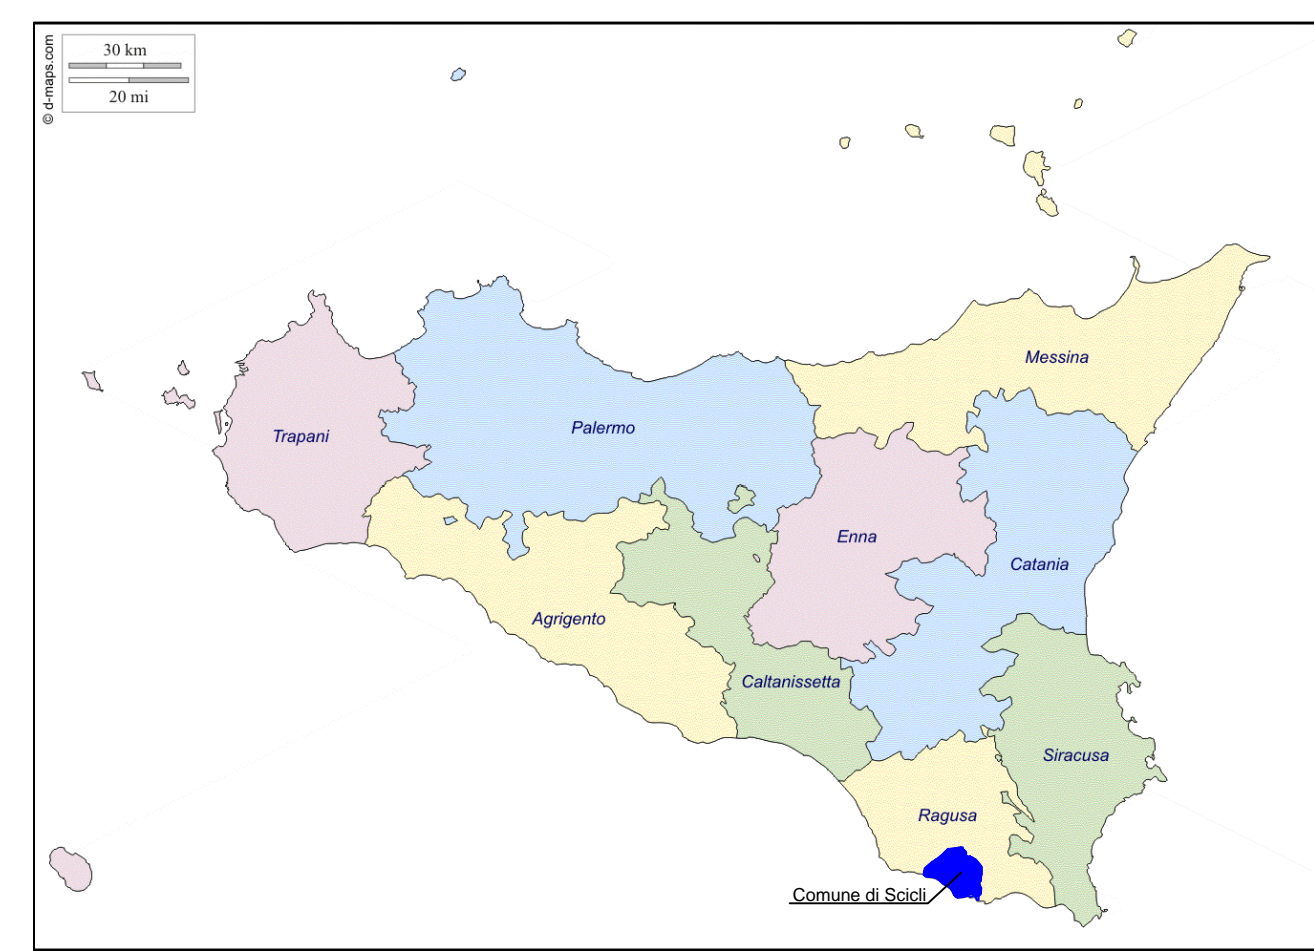 © d-maps.com
30 km
20 mi
Messina
Palermo
Trapani
Enna
Catania
Agrigento
Caltanissetta
Siracusa
Ragusa
Comune di Scicli